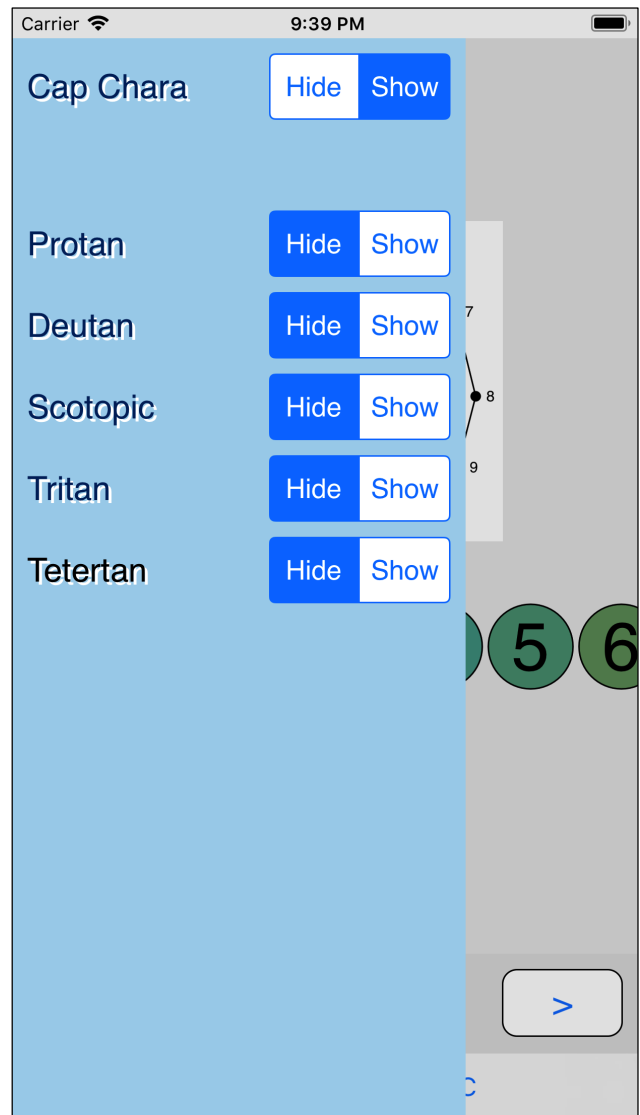 Carrier 9:39 PM
Cap Chara Hide Show
Protan Hide Show
7
Deutan Hide Show
8
Scotopic Hide Show
9
Tritan Hide Show
Tetertan Hide Show
5 6
>
C